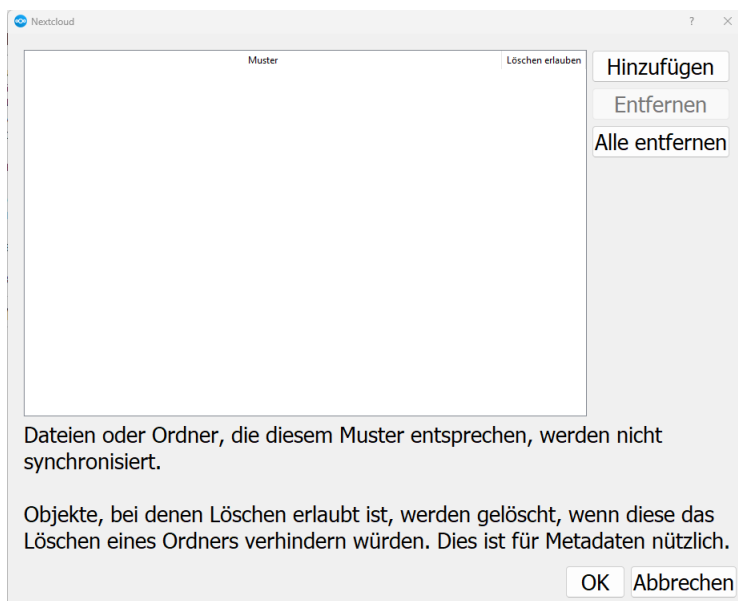 Nextcloud
?
Muster
Löschen erlauben
Hinzufügen
Entfernen
Alle entfernen
Dateien oder Ordner, die diesem Muster entsprechen, werden nicht
synchronisiert.
Objekte, bei denen Löschen erlaubt ist, werden gelöscht, wenn diese das
Löschen eines Ordners verhindern würden. Dies ist für Metadaten nützlich.
OK
Abbrechen